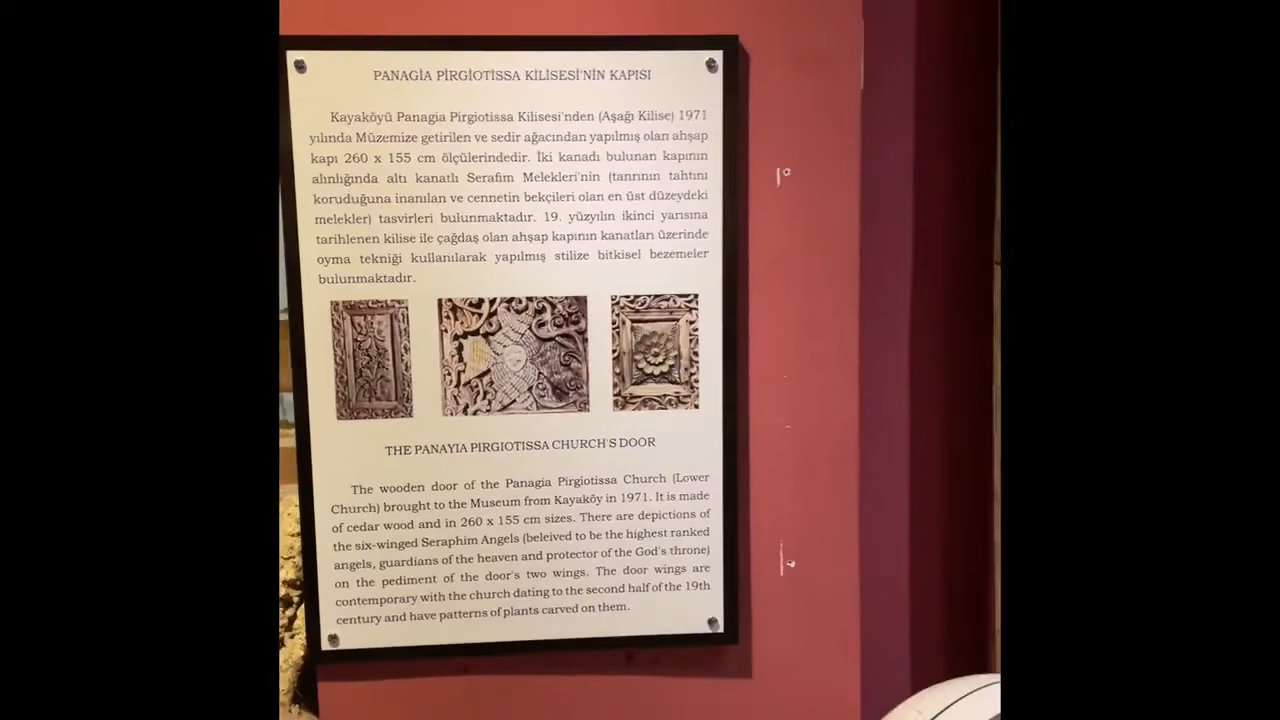 PANAGİA PİRGİOTİSSA KİLİSESİ'NİN KAPISI
Kayaköyü Panagia Pirgiotissa Kilisesi'nden (Aşağı Kilise) 1971
yılında Müzemize getirilen ve sedir ağacından yapılmış olan ahşap
kapı 260 x 155 cm ölçülerindedir. İki kanadı bulunan kapının
alınlığında altı kanatlı Serafim Melekleri'nin (tanrının tahtını
koruduğuna inanılan ve cennetin bekçileri olan en üst düzeydeki
melekler) tasvirleri bulunmaktadır. 19. yüzyılın ikinci yarısına
tarihlenen kilise ile çağdaş olan ahşap kapının kanatları üzerinde
oyma tekniği kullanılarak yapılmış stilize bitkisel bezemeler
bulunmaktadır.
THE PANAYIA PIRGIOTISSA CHURCH'S DOOR
The wooden door of the Panagia Pirgiotissa Church (Lower
Church) brought to the Museum from Kayaköy in 1971. It is made
of cedar wood and in 260 x 155 cm sizes. There are depictions of
the six-winged Seraphim Angels (beleived to be the highest ranked
angels, guardians of the heaven and protector of the God's throne)
on the pediment of the door's two wings. The door wings are
contemporary with the church dating to the second half of the 19th
century and have patterns of plants carved on them.